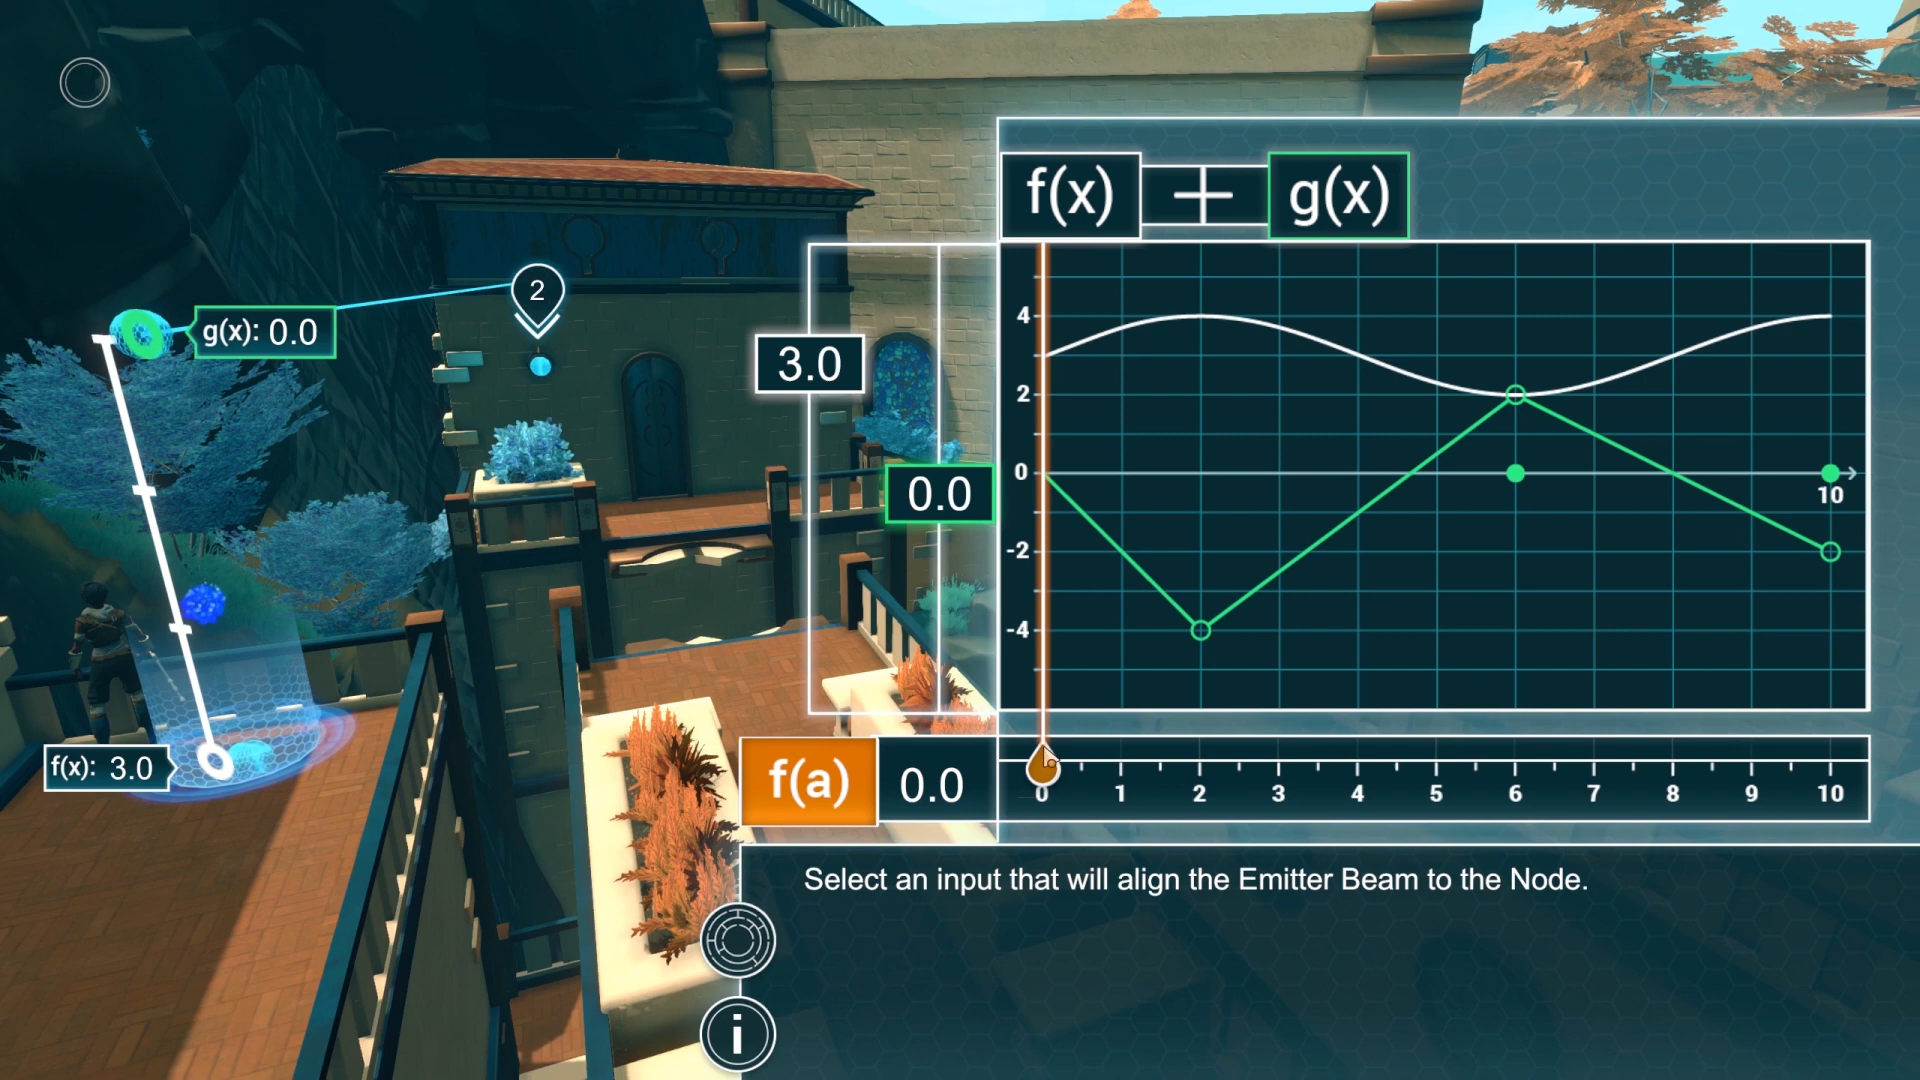 f(x) + g(x)
g(x): 0.0
2
3.0
0.0
4
2
0
-2
-4
10
f(x): 3.0
f(a) 0.0
0 1 2 3 4 5 6 7 8 9 10
Select an input that will align the Emitter Beam to the Node.
i